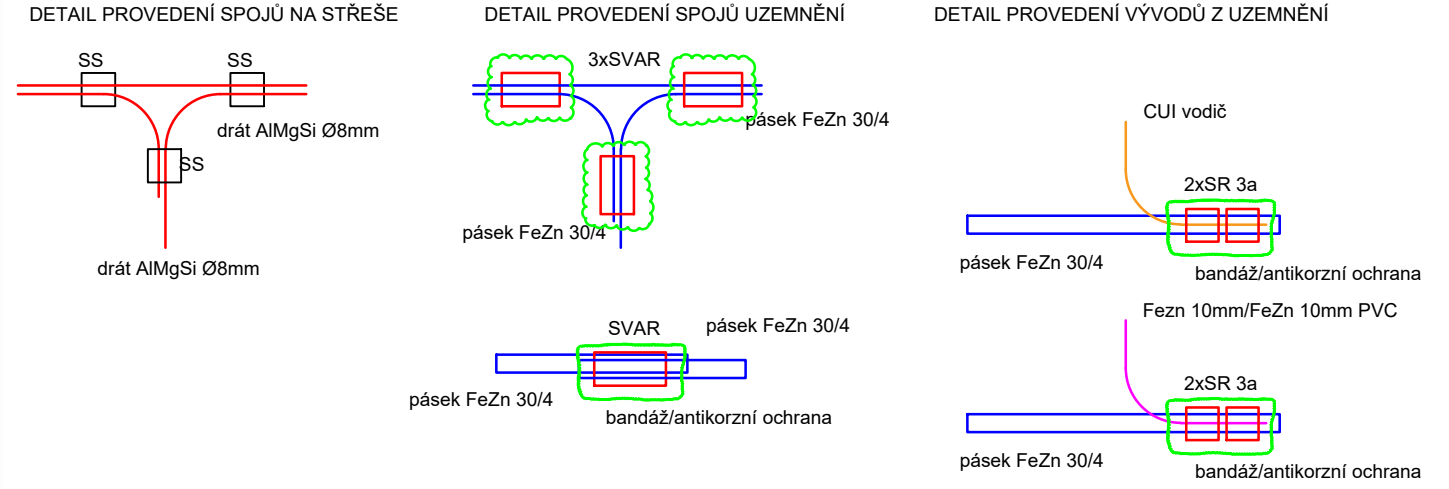 DETAIL PROVEDENÍ SPOJŮ NA STŘEŠE
SS
SS
drát AlMgSi Ø8mm
SS
drát AlMgSi Ø8mm
DETAIL PROVEDENÍ SPOJŮ UZEMNĚNÍ
3xSVAR
pásek FeZn 30/4
pásek FeZn 30/4
SVAR
pásek FeZn 30/4
pásek FeZn 30/4
bandáž/antikorzní ochrana
DETAIL PROVEDENÍ VÝVODŮ Z UZEMNĚNÍ
CUI vodič
2xSR 3a
pásek FeZn 30/4
bandáž/antikorzní ochrana
Fezn 10mm/FeZn 10mm PVC
2xSR 3a
pásek FeZn 30/4
bandáž/antikorzní ochrana